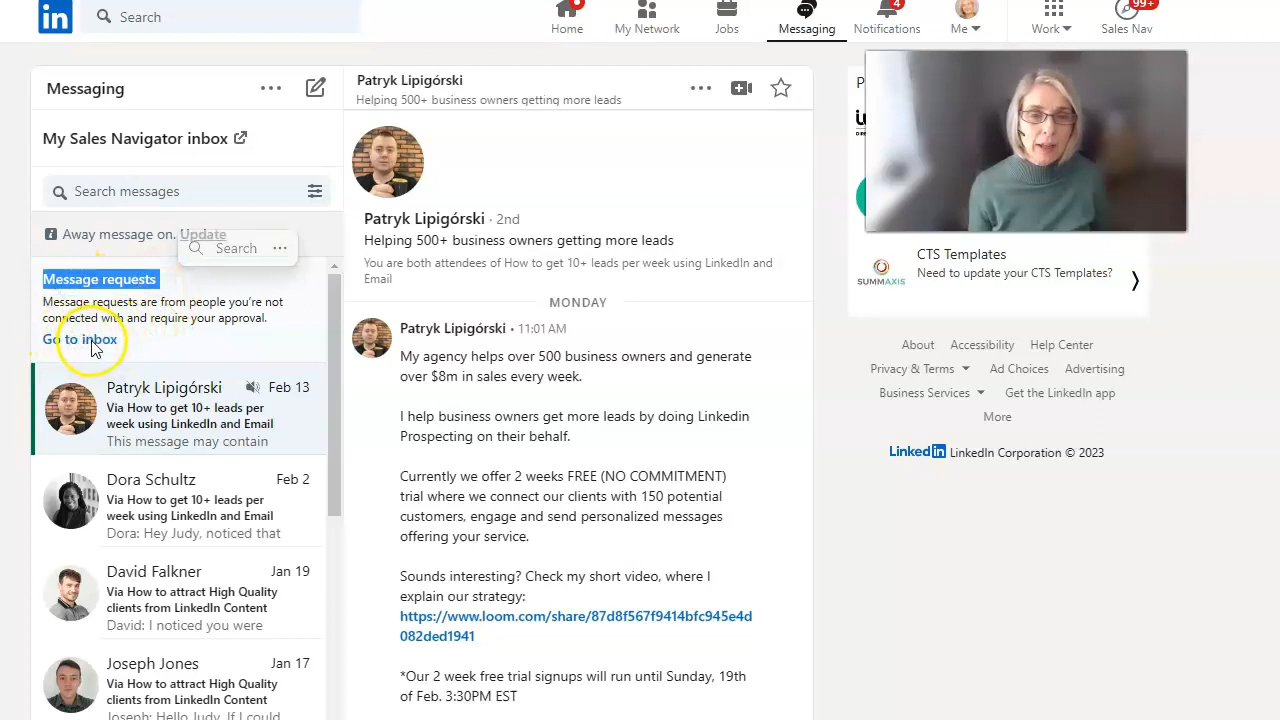 in
Search
Home
My Network
Jobs
Messaging
4
Notifications
Me
Work
99+
Sales Nav
Messaging
My Sales Navigator inbox
Search messages
Away message on. Update
Search
Message requests
Message requests are from people you're not
connected with and require your approval.
Go to inbox
Patryk Lipigórski
Feb 13
Via How to get 10+ leads per
week using LinkedIn and Email
This message may contain
Dora Schultz
Feb 2
Via How to get 10+ leads per
week using LinkedIn and Email
Dora: Hey Judy, noticed that
David Falkner
Jan 19
Via How to attract High Quality
clients from LinkedIn Content
David: I noticed you were
Joseph Jones
Jan 17
Via How to attract High Quality
clients from LinkedIn Content
Joseph: Hello Judy, If I could
Patryk Lipigórski
Helping 500+ business owners getting more leads
Patryk Lipigórski · 2nd
Helping 500+ business owners getting more leads
You are both attendees of How to get 10+ leads per week using LinkedIn and
Email
MONDAY
Patryk Lipigórski • 11:01 AM
My agency helps over 500 business owners and generate
over $8m in sales every week.
I help business owners get more leads by doing Linkedin
Prospecting on their behalf.
Currently we offer 2 weeks FREE (NO COMMITMENT)
trial where we connect our clients with 150 potential
customers, engage and send personalized messages
offering your service.
Sounds interesting? Check my short video, where I
explain our strategy:
https://www.loom.com/share/87d8f567f9414bfc945e4d
082ded1941
*Our 2 week free trial signups will run until Sunday, 19th
of Feb. 3:30PM EST
P
SUMMAXIS
CTS Templates
Need to update your CTS Templates?
About
Accessibility
Help Center
Privacy & Terms
Ad Choices
Advertising
Business Services
Get the LinkedIn app
More
Linkedin LinkedIn Corporation © 2023